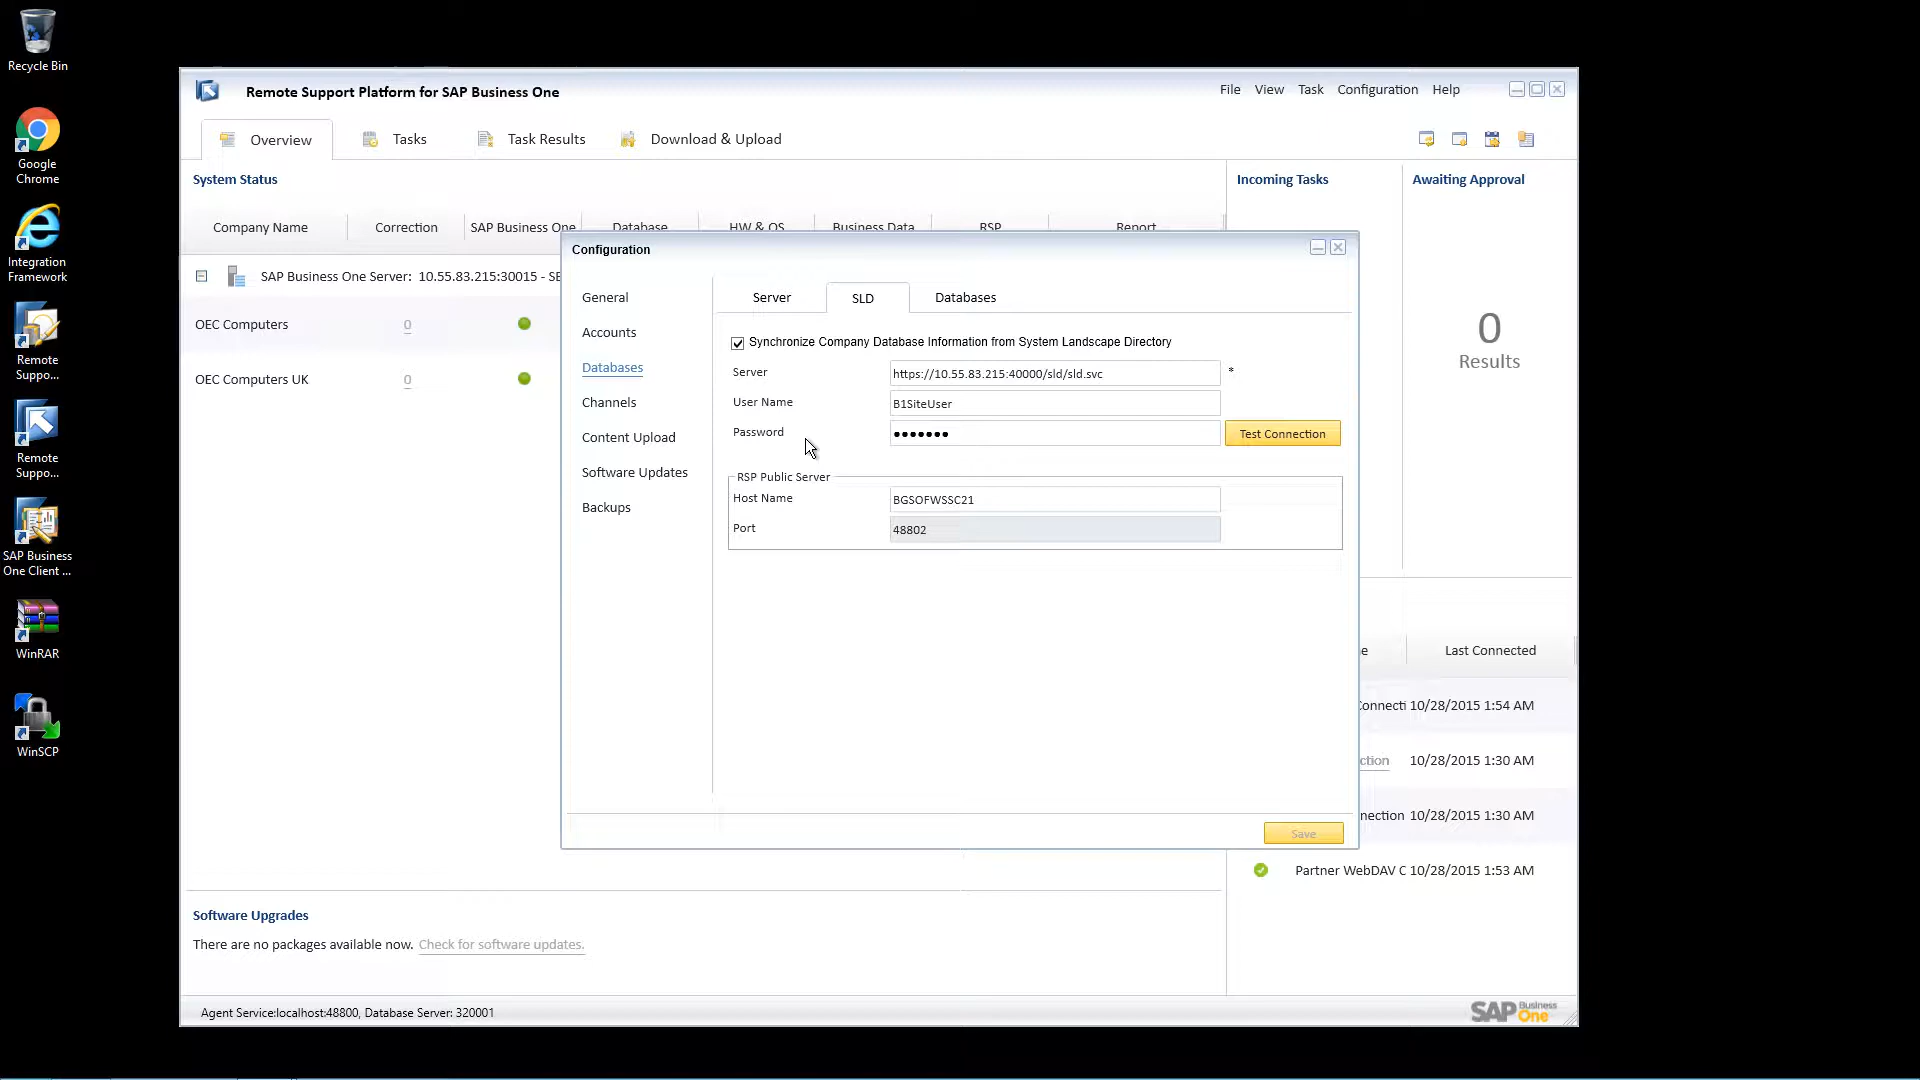 Recycle Bin
Google
Chrome
Integration
Framework
Remote
Suppo...
Remote
Suppo...
SAP Business
One Client ...
WinRAR
WinSCP
Remote Support Platform for SAP Business One
File View Task Configuration Help
Overview Tasks Task Results Download & Upload
System Status
Incoming Tasks
Awaiting Approval
Company Name Correction SAP Business One Database HW & OS Business Data RSP Report
SAP Business One Server: 10.55.83.215:30015 - SE
OEC Computers 0
OEC Computers UK 0
0
Results
Configuration
General
Accounts
Databases
Channels
Content Upload
Software Updates
Backups
Server SLD Databases
Synchronize Company Database Information from System Landscape Directory
Server https://10.55.83.215:40000/sld/sld.svc *
User Name B1SiteUser
Password ●●●●●●● Test Connection
RSP Public Server
Host Name BGSOFWSSC21
Port 48802
Save
e Last Connected
Connecti 10/28/2015 1:54 AM
ction 10/28/2015 1:30 AM
nection 10/28/2015 1:30 AM
Partner WebDAV C 10/28/2015 1:53 AM
Software Upgrades
There are no packages available now. Check for software updates.
Agent Service:localhost:48800, Database Server: 320001
SAP Business One